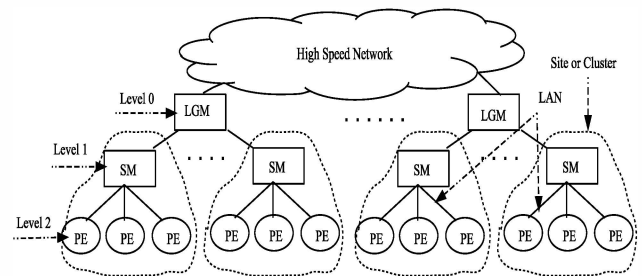 High Speed Network
Site or Cluster
Level 0
LGM
LGM
LAN
Level 1
SM
SM
SM
SM
Level 2
PE
PE
PE
PE
PE
PE
PE
PE
PE
PE
PE
PE